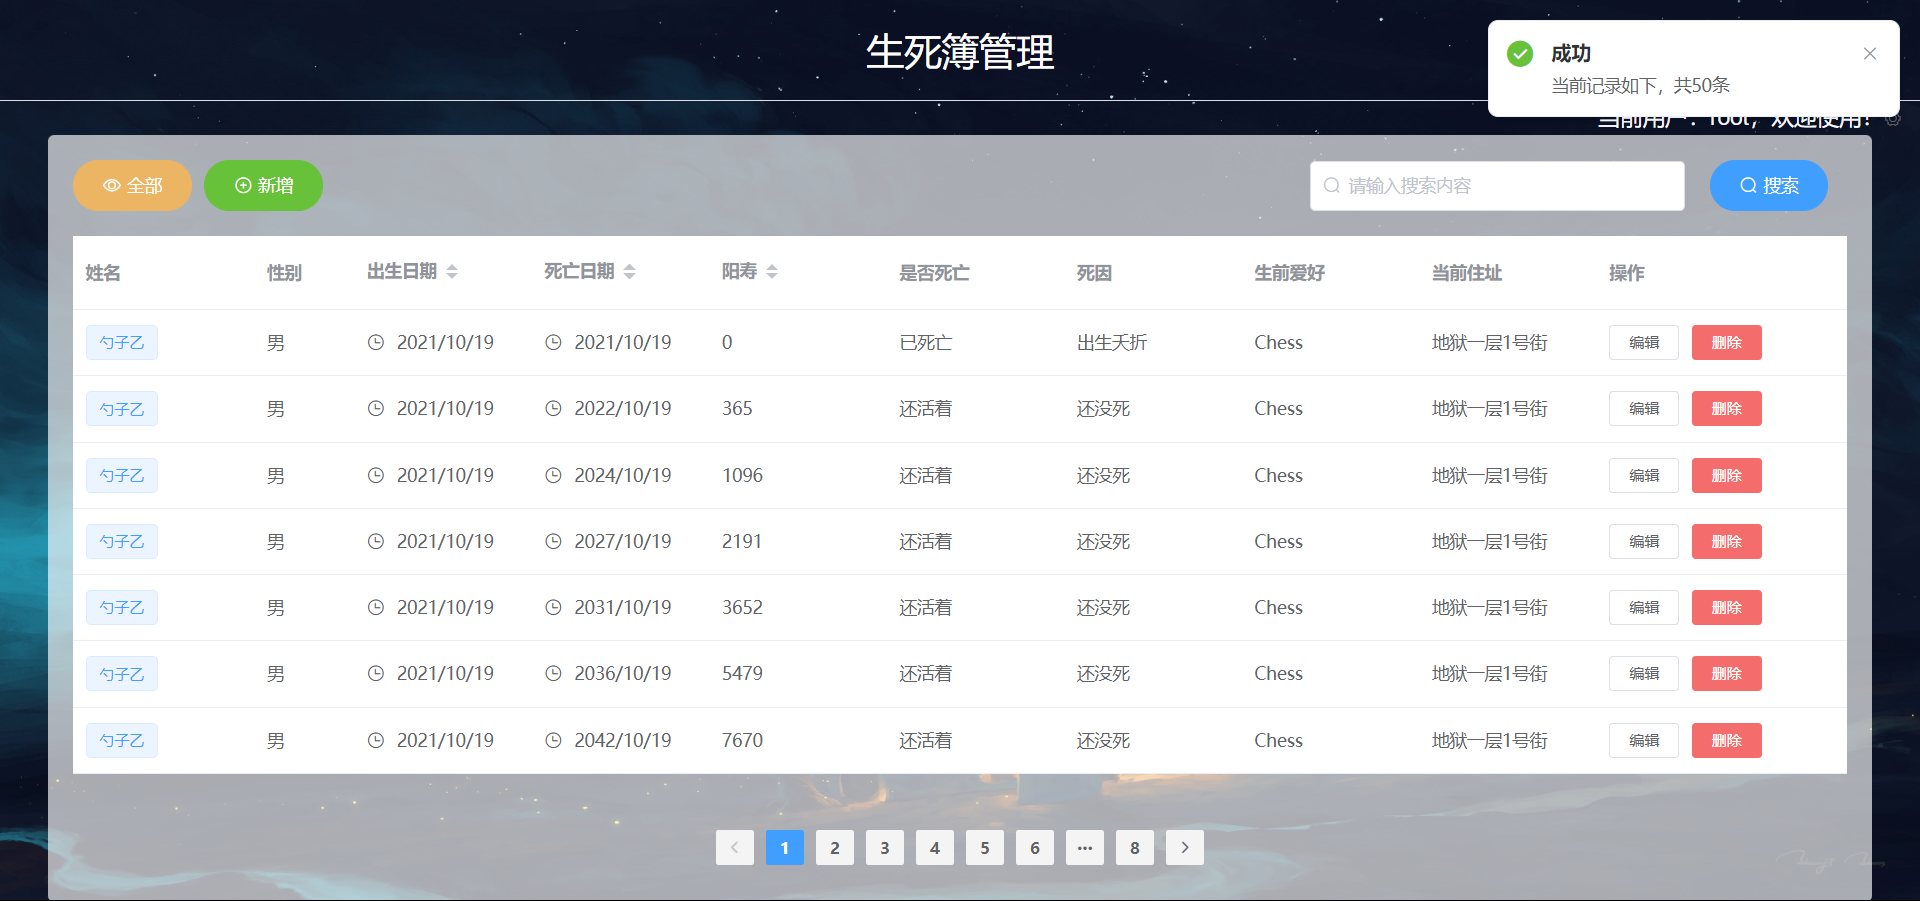 生死簿管理
成功
当前记录如下，共50条
当前用户：root，欢迎使用！
全部 新增 请输入搜索内容 搜索
姓名 性别 出生日期 死亡日期 阳寿 是否死亡 死因 生前爱好 当前住址 操作
勺子乙 男 2021/10/19 2021/10/19 0 已死亡 出生夭折 Chess 地狱一层1号街 编辑 删除
勺子乙 男 2021/10/19 2022/10/19 365 还活着 还没死 Chess 地狱一层1号街 编辑 删除
勺子乙 男 2021/10/19 2024/10/19 1096 还活着 还没死 Chess 地狱一层1号街 编辑 删除
勺子乙 男 2021/10/19 2027/10/19 2191 还活着 还没死 Chess 地狱一层1号街 编辑 删除
勺子乙 男 2021/10/19 2031/10/19 3652 还活着 还没死 Chess 地狱一层1号街 编辑 删除
勺子乙 男 2021/10/19 2036/10/19 5479 还活着 还没死 Chess 地狱一层1号街 编辑 删除
勺子乙 男 2021/10/19 2042/10/19 7670 还活着 还没死 Chess 地狱一层1号街 编辑 删除
1 2 3 4 5 6 ··· 8